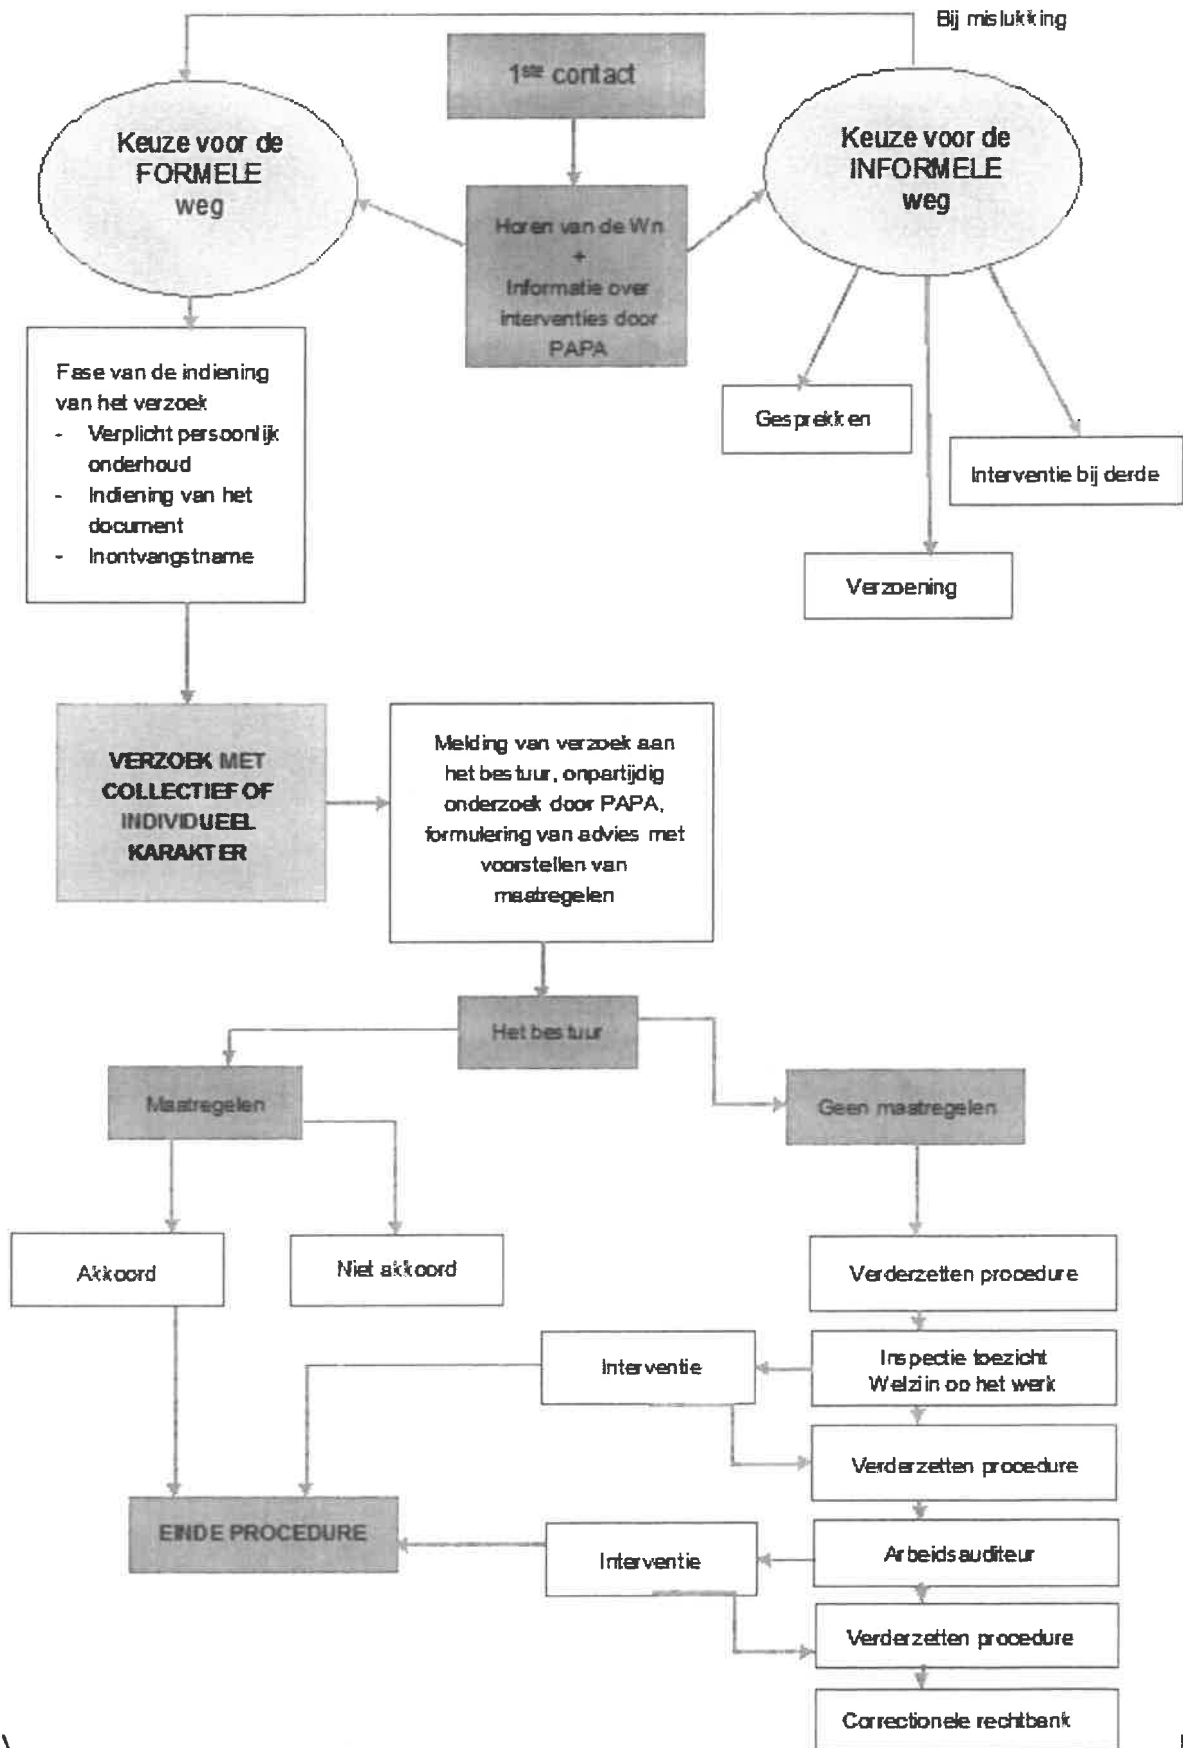 Bij mislukking
1ste contact
Keuze voor de
FORMELE
weg
Keuze voor de
INFORMELE
weg
Horen van de Wn
+
Informatie over
interventies door
PAPA
Fase van de indiening
van het verzoek
- Verplicht persoonlijk
onderhoud
- Indiening van het
document
- Inontvangstname
Gesprekken
Interventie bij derde
Verzoening
VERZOEK MET
COLLECTIEF OF
INDIVIDUEEL
KARAKTER
Melding van verzoek aan
het bestuur, onpartijdig
onderzoek door PAPA,
formulering van advies met
voorstellen van
maatregelen
Het bestuur
Maatregelen
Geen maatregelen
Akkoord
Niet akkoord
Verderzetten procedure
Interventie
Inspectie toezicht
Welzijn op het werk
Verderzetten procedure
EINDE PROCEDURE
Interventie
Arbeidsauditeur
Verderzetten procedure
Correctionele rechtbank